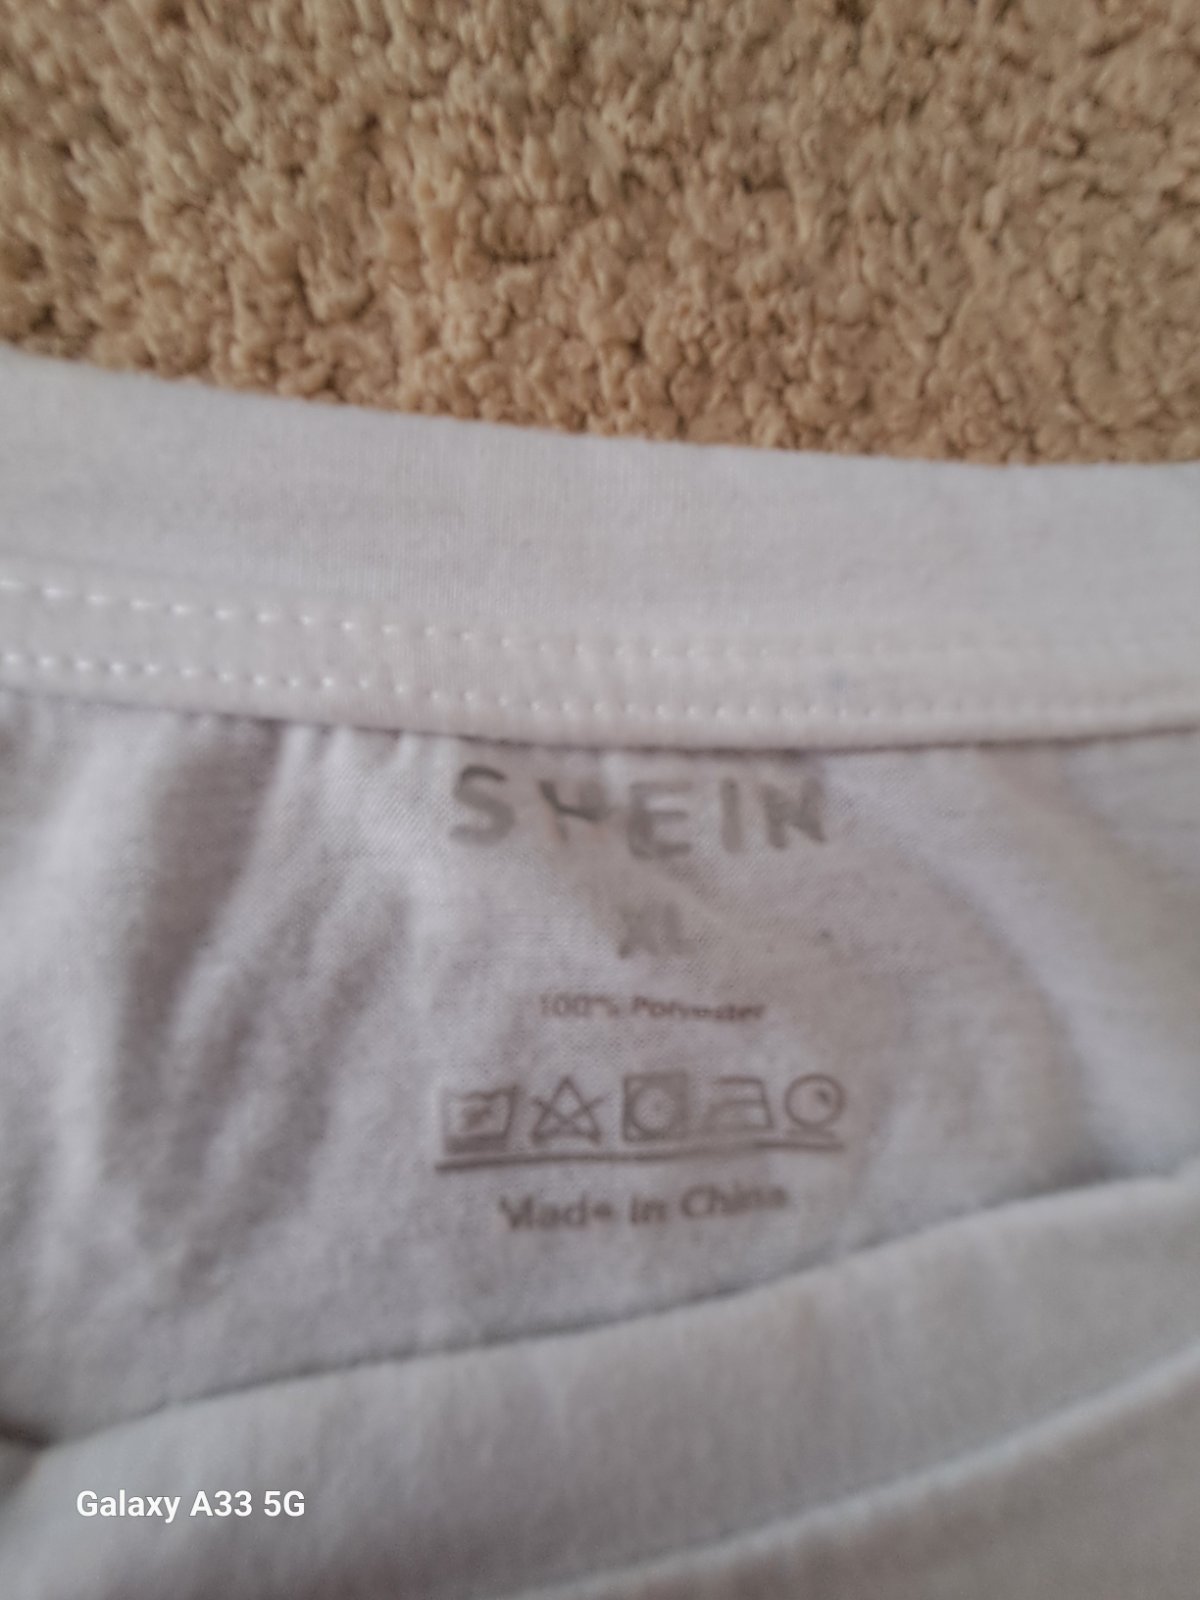 SHEIN
XL
100% Polyester
Made in China
Galaxy A33 5G